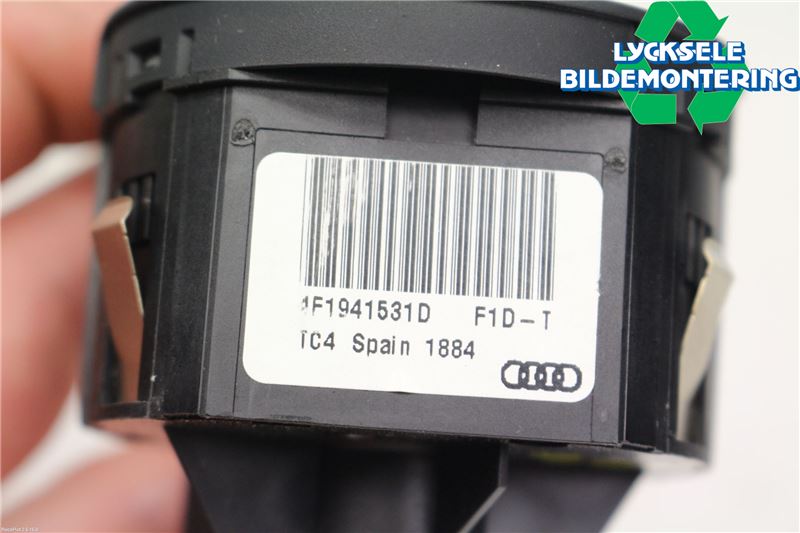 LYCKSELE
BILDEMONTERING
4F1941531D F1D-T
TC4 Spain 1884